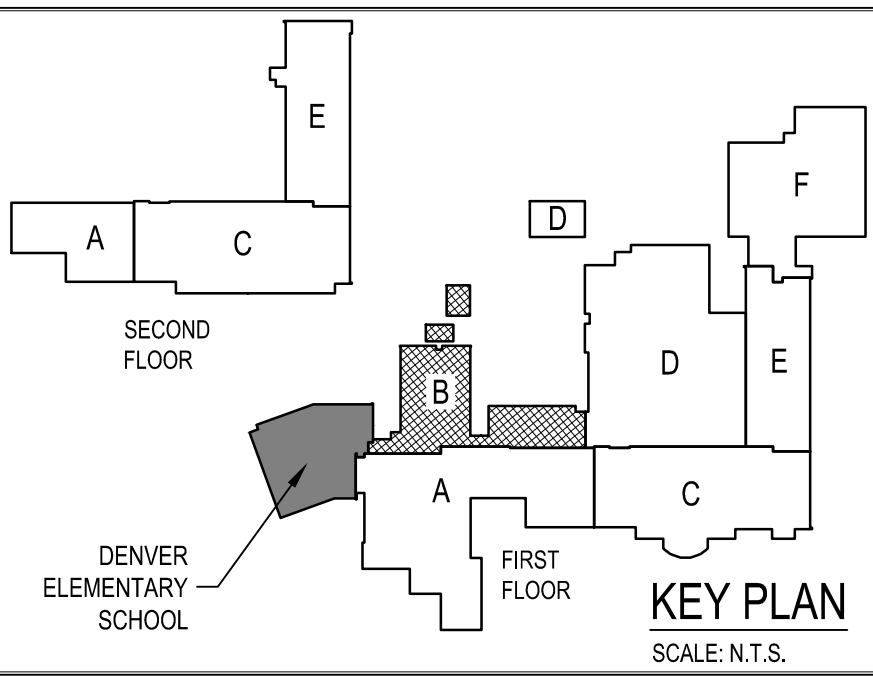 E
A
C
SECOND
FLOOR
F
D
D
E
B
A
C
DENVER
ELEMENTARY
SCHOOL
FIRST
FLOOR
KEY PLAN
SCALE: N.T.S.